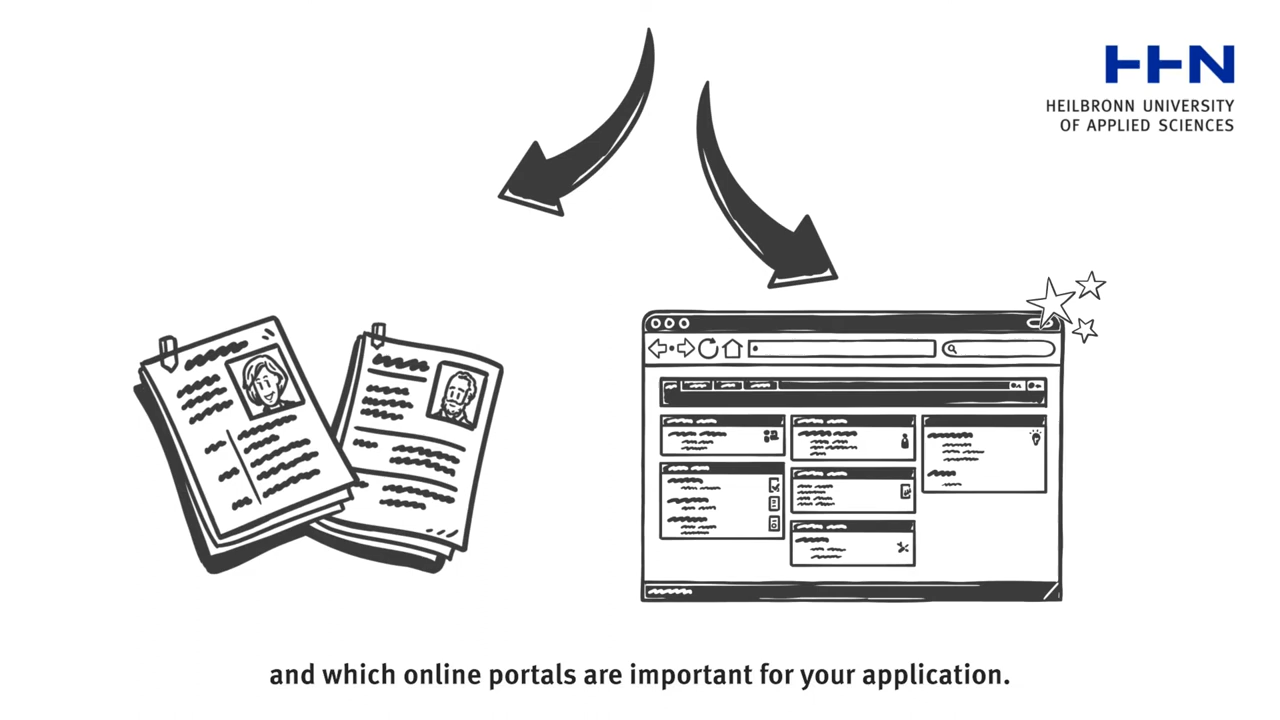 HHN
HEILBRONN UNIVERSITY
OF APPLIED SCIENCES
and which online portals are important for your application.